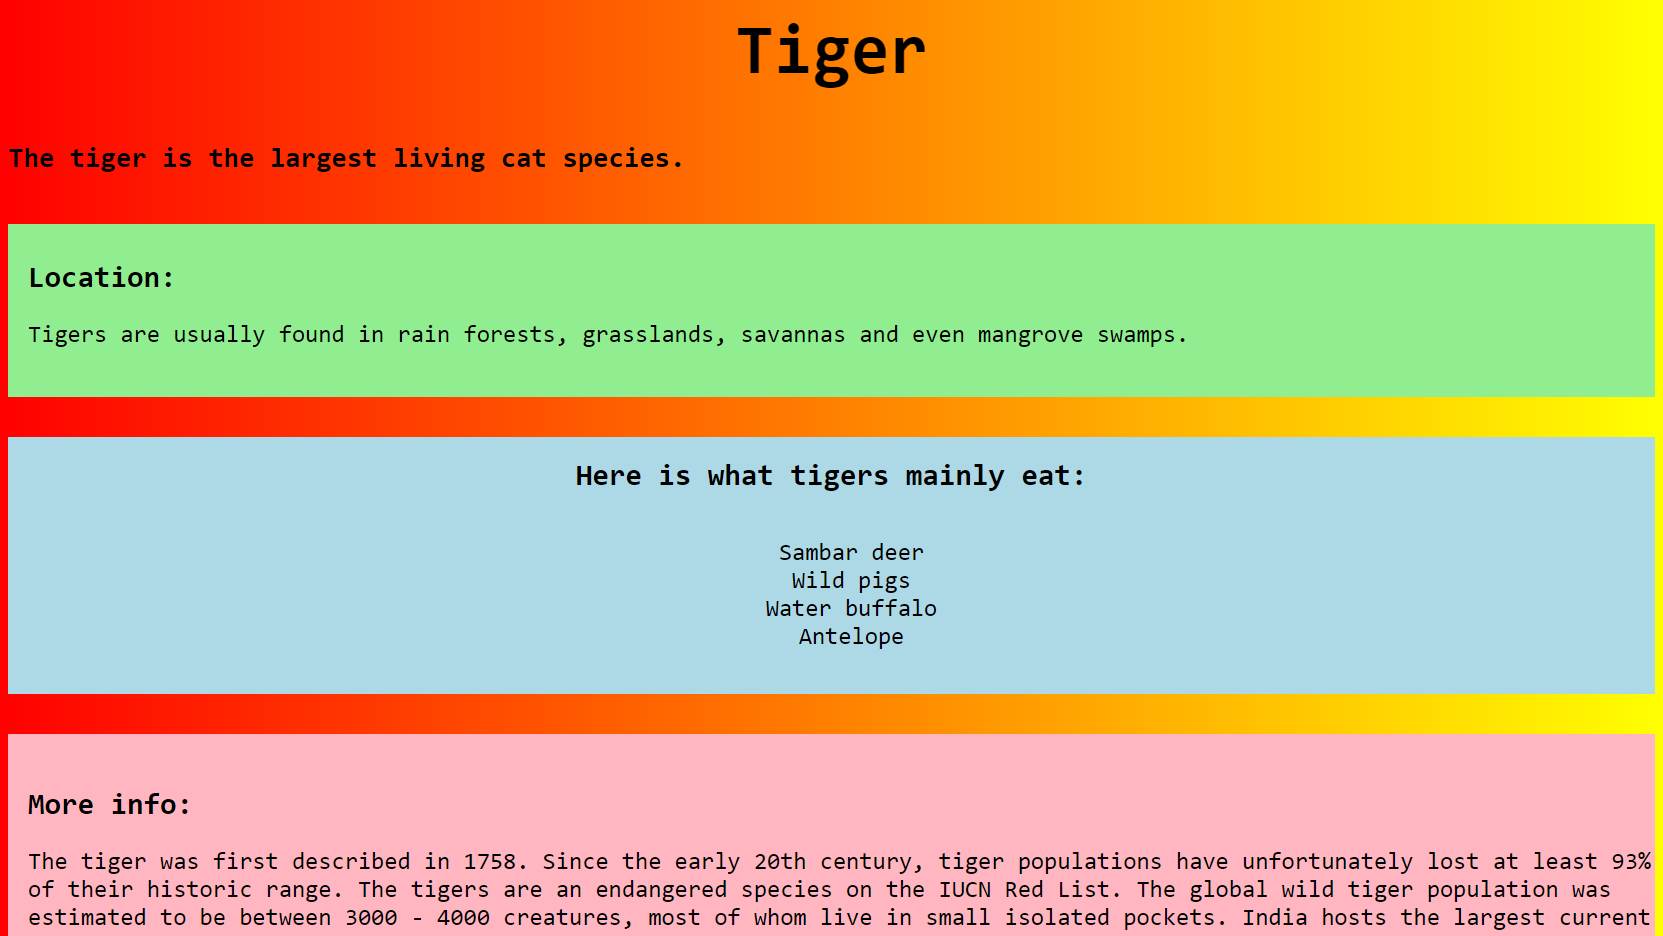 Tiger
The tiger is the largest living cat species.
Location:
Tigers are usually found in rain forests, grasslands, savannas and even mangrove swamps.
Here is what tigers mainly eat:
Sambar deer
Wild pigs
Water buffalo
Antelope
More info:
The tiger was first described in 1758. Since the early 20th century, tiger populations have unfortunately lost at least 93%
of their historic range. The tigers are an endangered species on the IUCN Red List. The global wild tiger population was
estimated to be between 3000 - 4000 creatures, most of whom live in small isolated pockets. India hosts the largest current